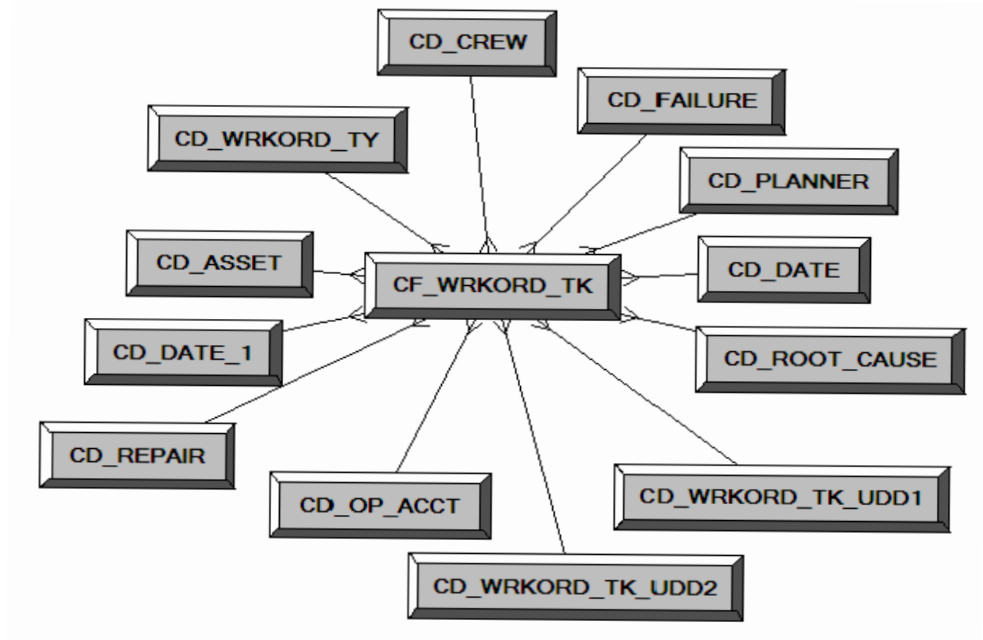 CD_CREW
CD_FAILURE
CD_WRKORD_TY
CD_PLANNER
CD_ASSET
CD_DATE
CF_WRKORD_TK
CD_DATE_1
CD_ROOT_CAUSE
CD_REPAIR
CD_OP_ACCT
CD_WRKORD_TK_UDD1
CD_WRKORD_TK_UDD2